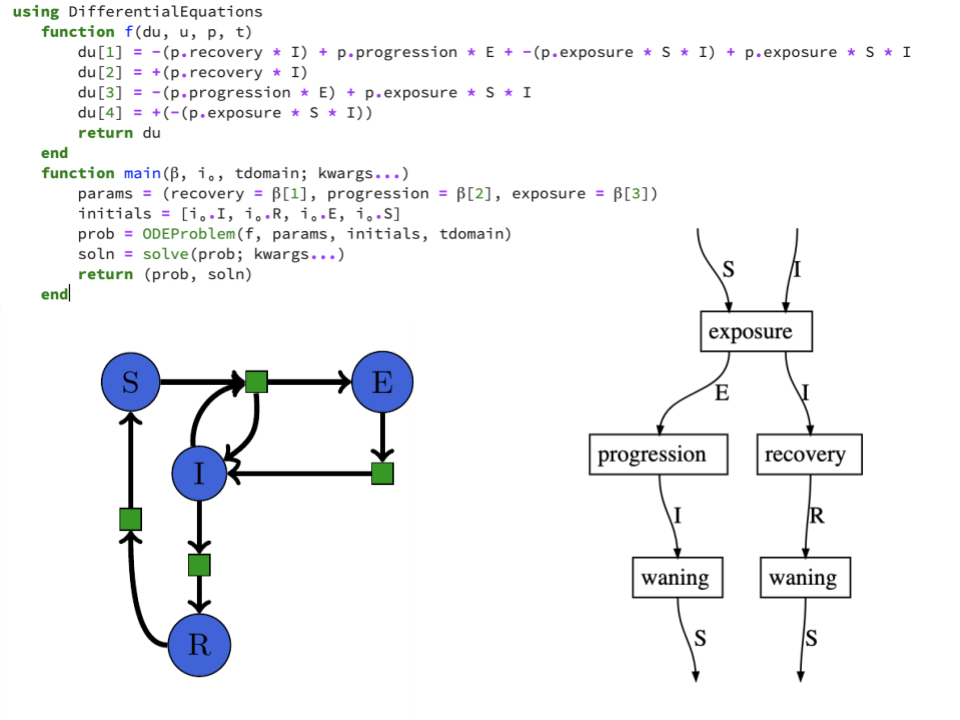 using DifferentialEquations
function f(du, u, p, t)
du[1] = -(p.recovery * I) + p.progression * E + -(p.exposure * S * I) + p.exposure * S * I
du[2] = +(p.recovery * I)
du[3] = -(p.progression * E) + p.exposure * S * I
du[4] = +(-(p.exposure * S * I))
return du
end
function main(β, i₀, tdomain; kwargs...)
params = (recovery = β[1], progression = β[2], exposure = β[3])
initials = [i₀.I, i₀.R, i₀.E, i₀.S]
prob = ODEProblem(f, params, initials, tdomain)
soln = solve(prob; kwargs...)
return (prob, soln)
end
S
E
I
R
S
I
exposure
E
I
progression
recovery
I
R
waning
waning
S
S